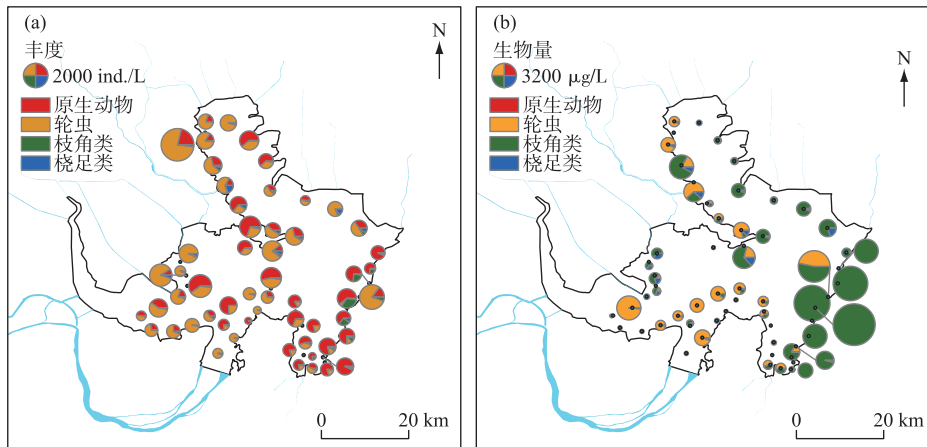 (a)
N
丰度
2000 ind./L
原生动物
轮虫
枝角类
桡足类
0 20 km
(b)
N
生物量
3200 μg/L
原生动物
轮虫
枝角类
桡足类
0 20 km